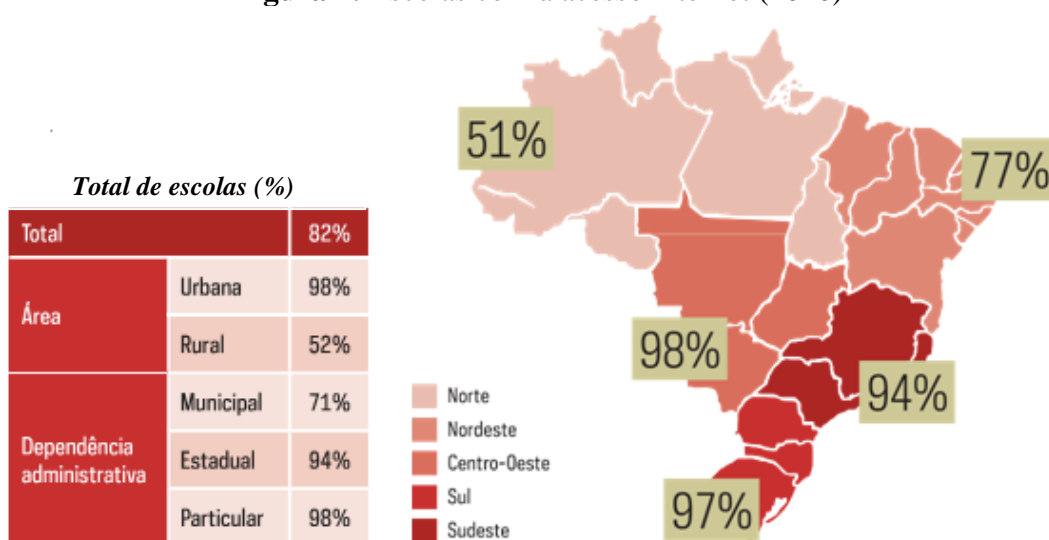 51%
77%
98%
94%
97%
Total de escolas (%)
Total 82%
Área
Urbana 98%
Rural 52%
Dependência
administrativa
Municipal 71%
Estadual 94%
Particular 98%
Norte
Nordeste
Centro-Oeste
Sul
Sudeste